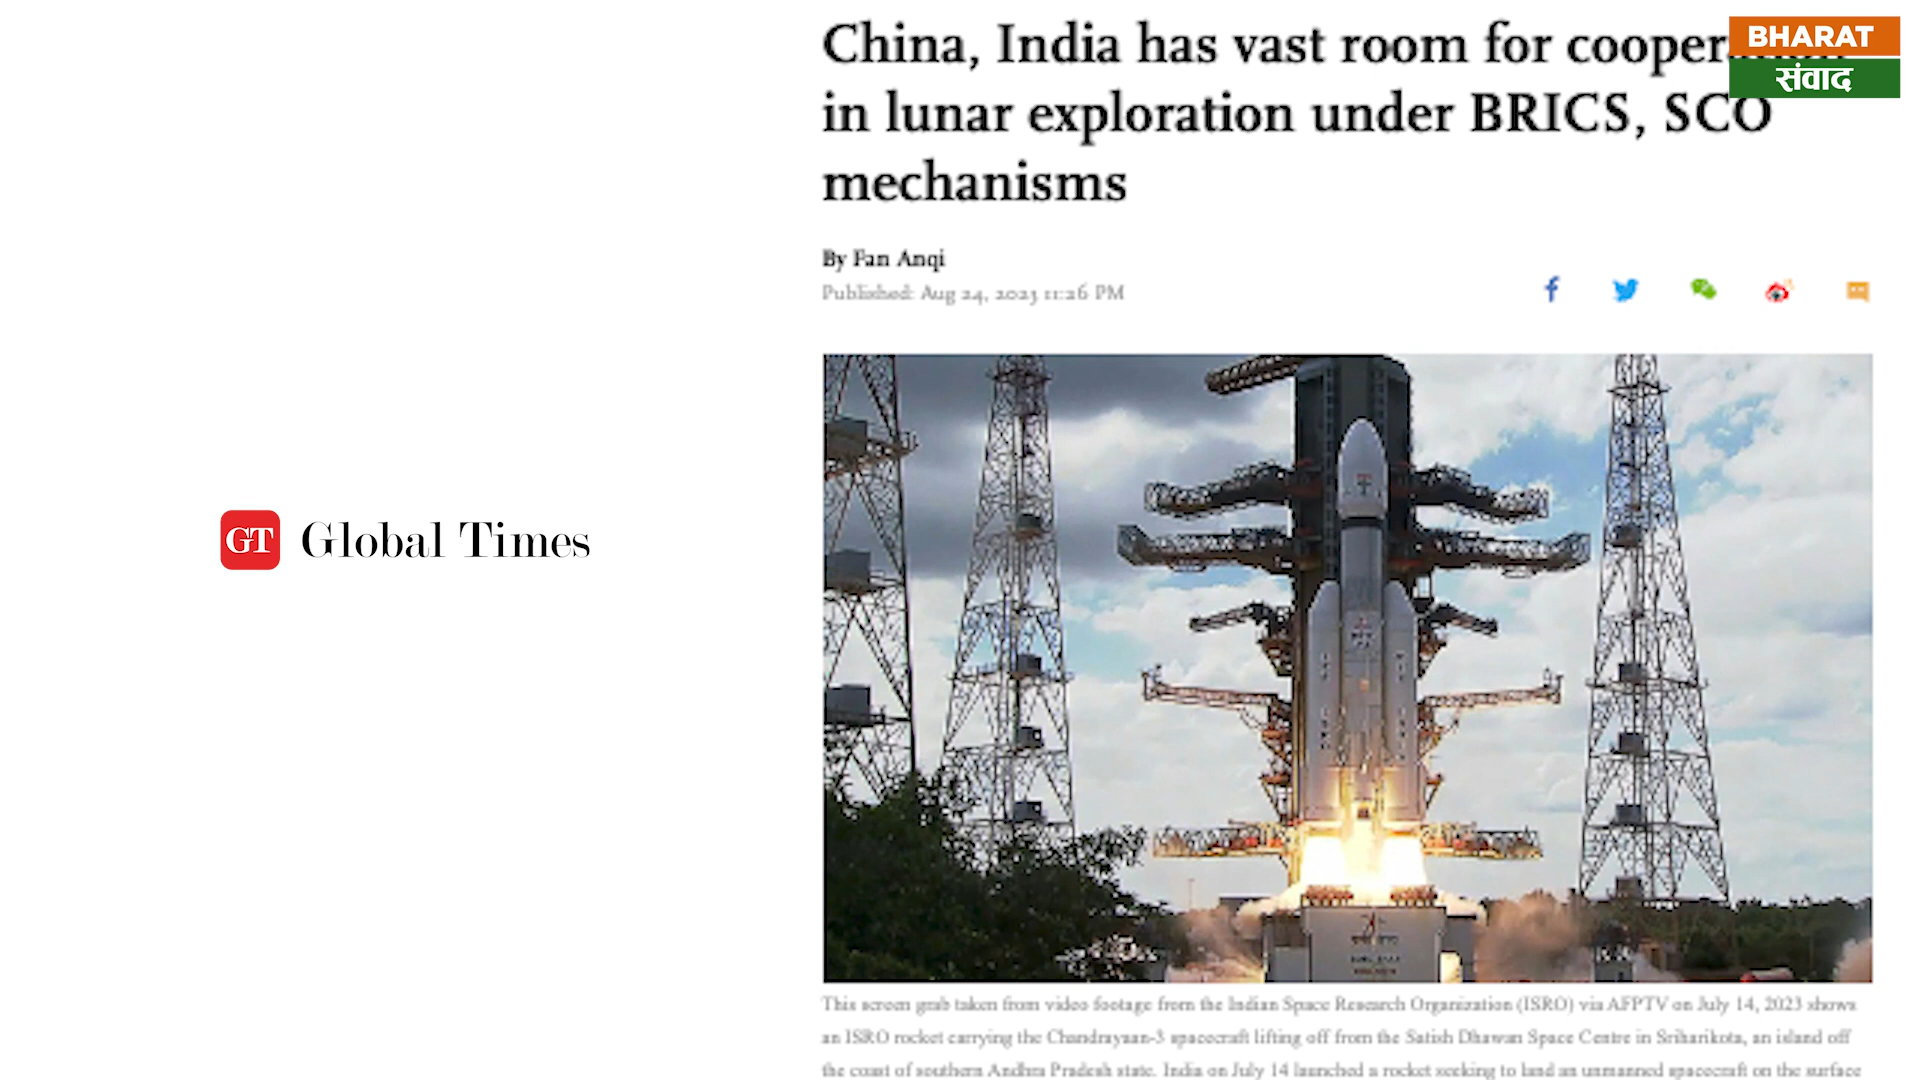 BHARAT
संवाद
China, India has vast room for cooper
in lunar exploration under BRICS, SCO
mechanisms
By Fan Anqi
Published: Aug 24, 2023 11:26 PM
GT Global Times
This screen grab taken from video footage from the Indian Space Research Organization (ISRO) via AFPTV on July 14, 2023 shows
an ISRO rocket carrying the Chandrayaan-3 spacecraft lifting off from the Satish Dhawan Space Centre in Sriharikota, an island off
the coast of southern Andhra Pradesh state. India on July 14 launched a rocket seeking to land an unmanned spacecraft on the surface